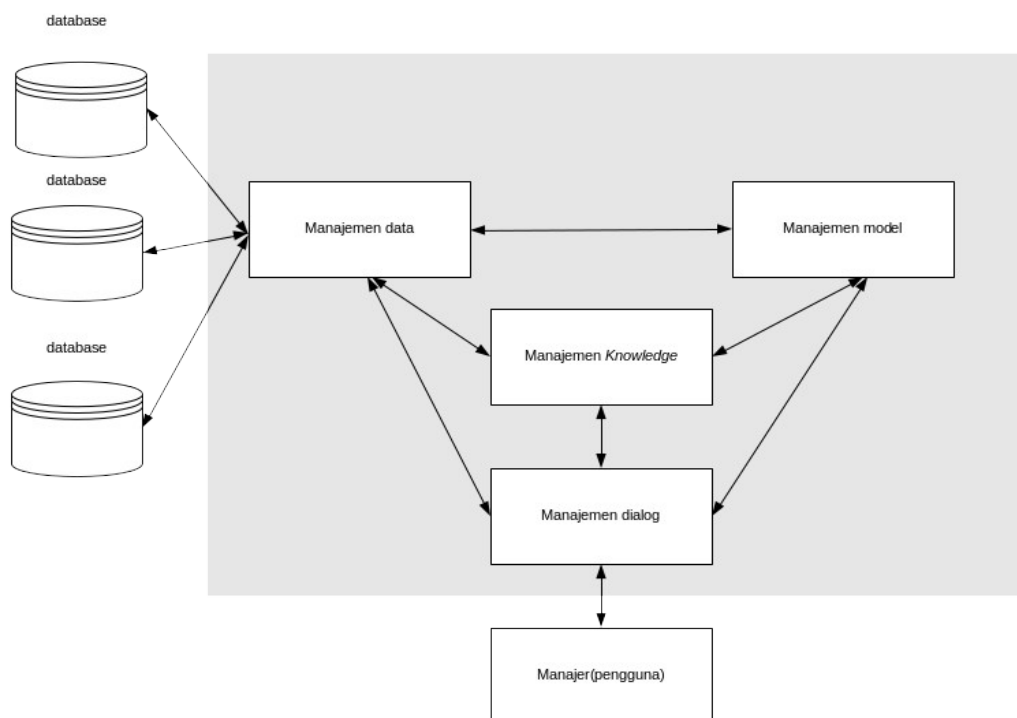 database
database
Manajemen data
Manajemen model
database
Manajemen Knowledge
Manajemen dialog
Manajer(pengguna)